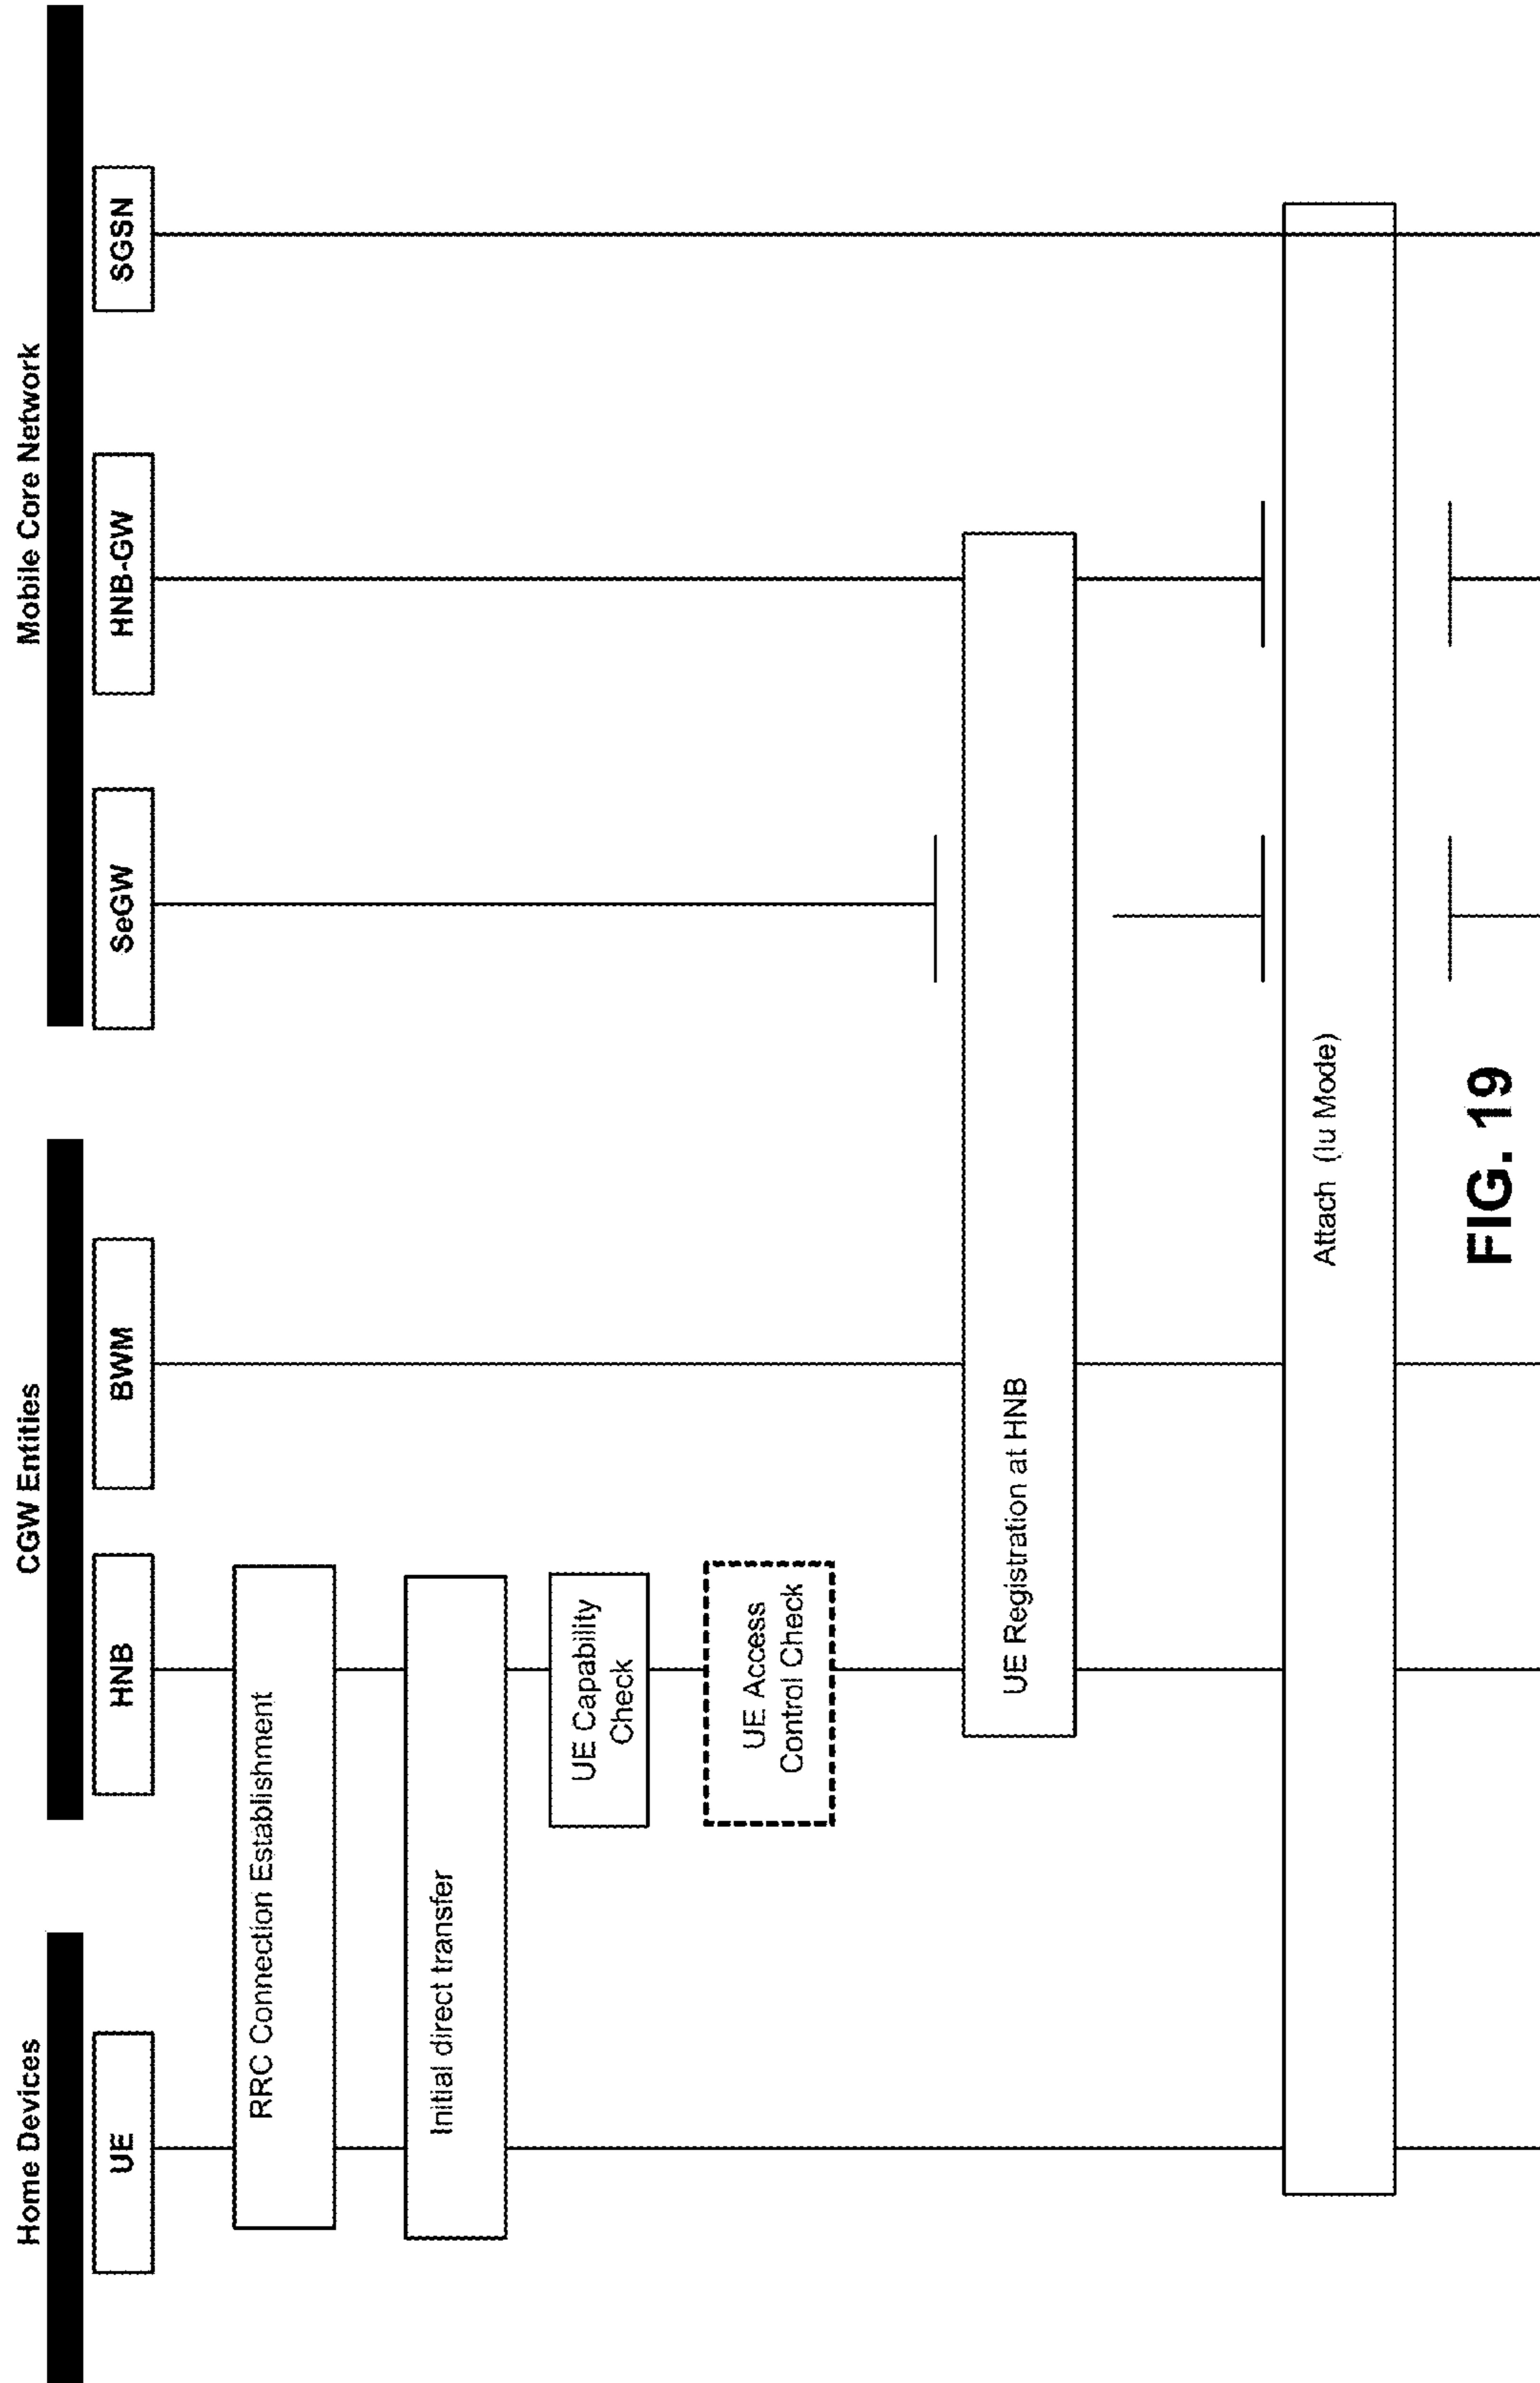 Home Devices
CGW Entities
Mobile Core Network
UE
HNB
BWM
SeGW
HNB-GW
SGSN
RRC Connection Establishment
Initial direct transfer
UE Capability
Check
UE Access
Control Check
UE Registration at HNB
Attach (Iu Mode)
FIG. 19